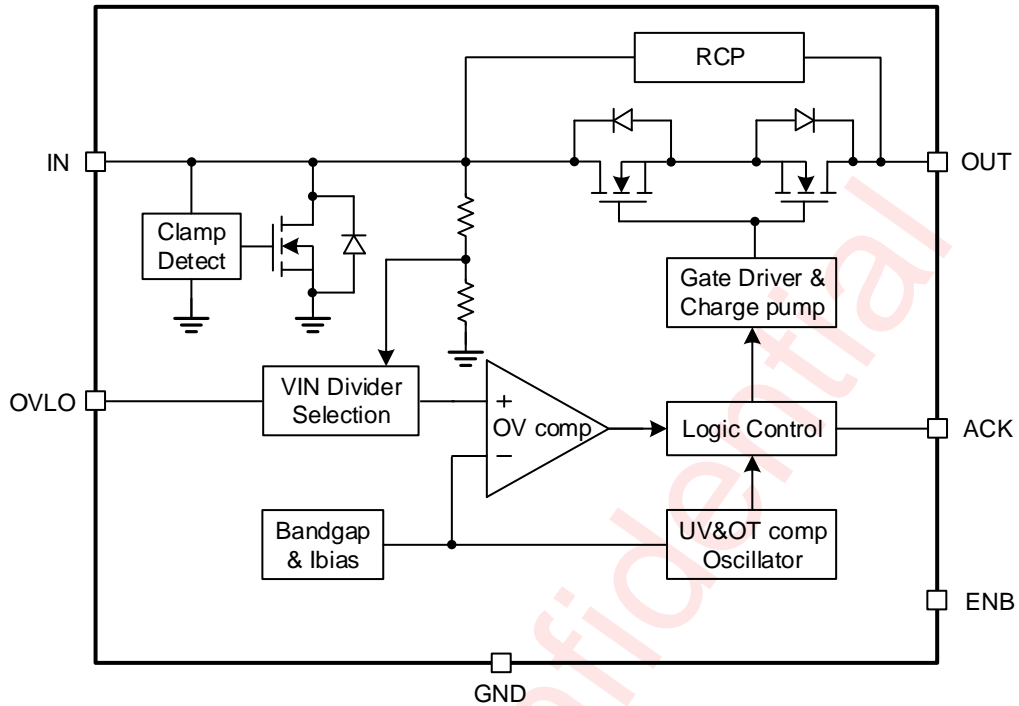 RCP
IN
OUT
Clamp
Detect
Gate Driver &
Charge pump
OVLO
VIN Divider
Selection
+
OV comp
−
Logic Control
ACK
Bandgap
& Ibias
UV&OT comp
Oscillator
ENB
GND